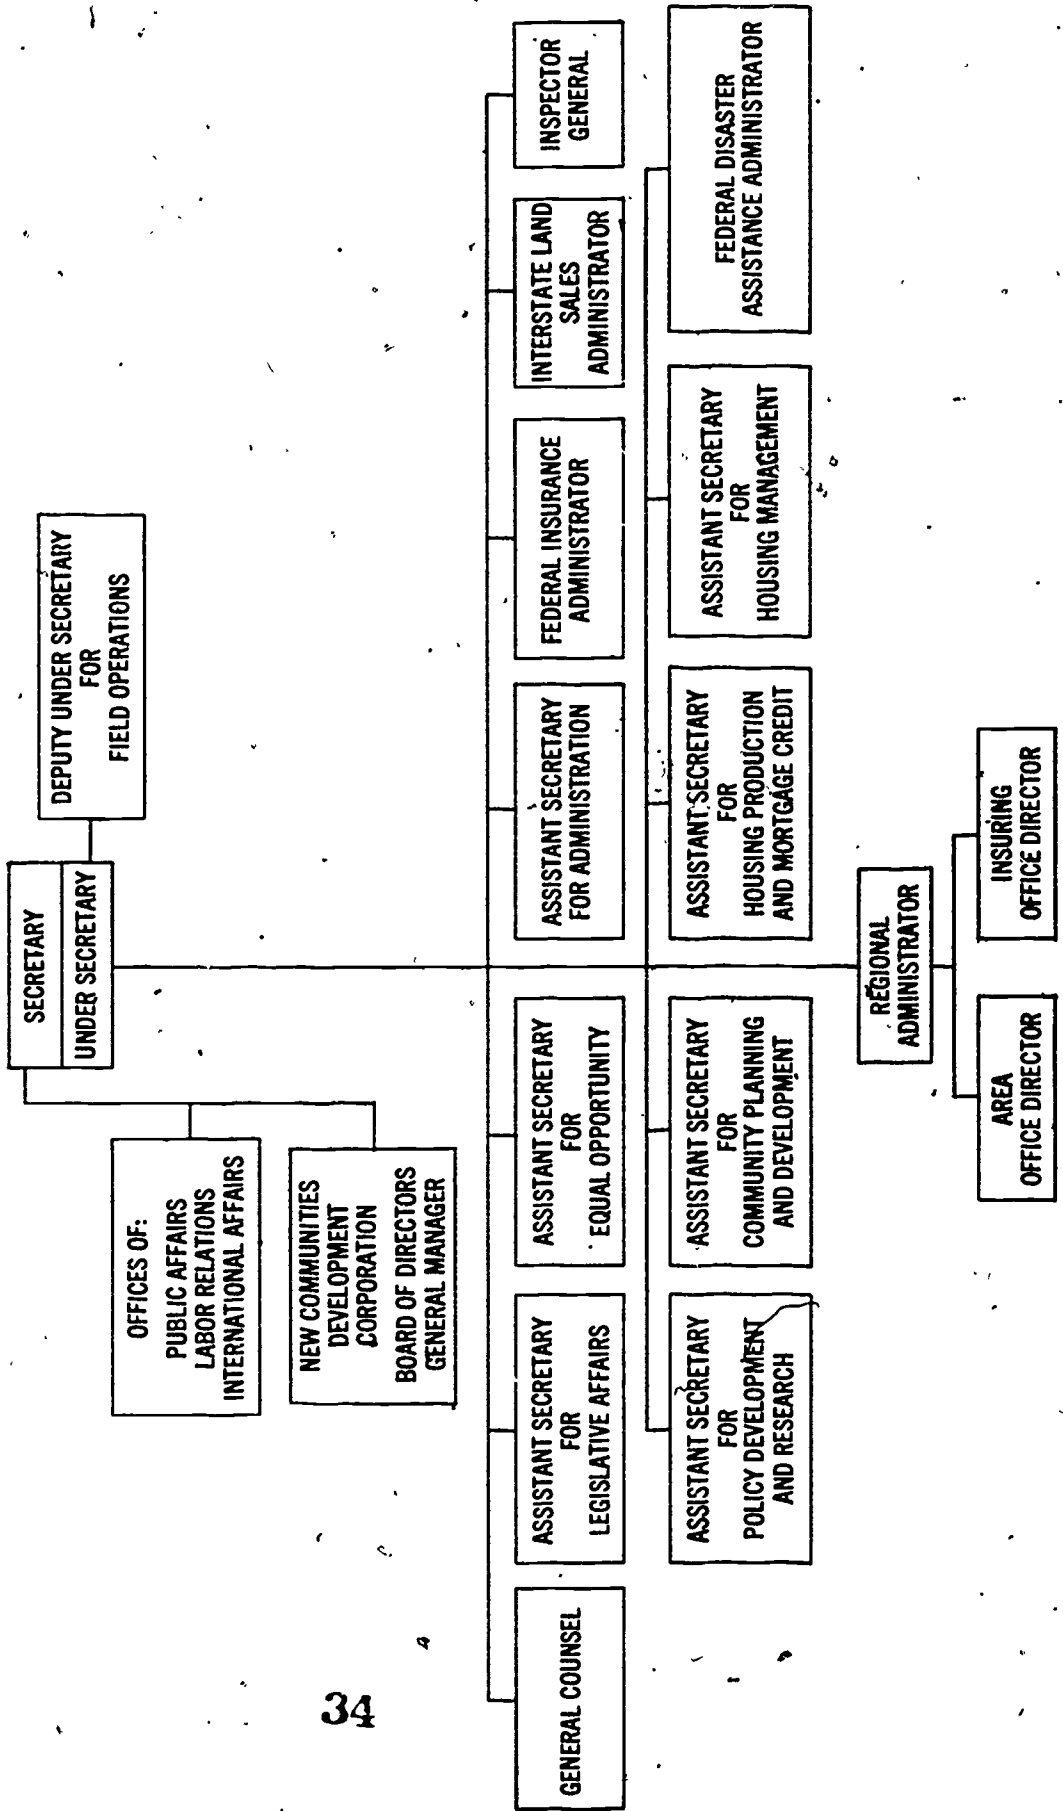 SECRETARY
UNDER SECRETARY
DEPUTY UNDER SECRETARY
FOR
FIELD OPERATIONS
OFFICES OF:
PUBLIC AFFAIRS
LABOR RELATIONS
INTERNATIONAL AFFAIRS
NEW COMMUNITIES
DEVELOPMENT
CORPORATION
BOARD OF DIRECTORS
GENERAL MANAGER
GENERAL COUNSEL
ASSISTANT SECRETARY
FOR
LEGISLATIVE AFFAIRS
ASSISTANT SECRETARY
FOR
EQUAL OPPORTUNITY
ASSISTANT SECRETARY
FOR ADMINISTRATION
FEDERAL INSURANCE
ADMINISTRATOR
INTERSTATE LAND
SALES
ADMINISTRATOR
INSPECTOR
GENERAL
ASSISTANT SECRETARY
FOR
POLICY DEVELOPMENT
AND RESEARCH
ASSISTANT SECRETARY
FOR
COMMUNITY PLANNING
AND DEVELOPMENT
ASSISTANT SECRETARY
FOR
HOUSING PRODUCTION
AND MORTGAGE CREDIT
ASSISTANT SECRETARY
FOR
HOUSING MANAGEMENT
FEDERAL DISASTER
ASSISTANCE ADMINISTRATOR
REGIONAL
ADMINISTRATOR
AREA
OFFICE DIRECTOR
INSURING
OFFICE DIRECTOR
34